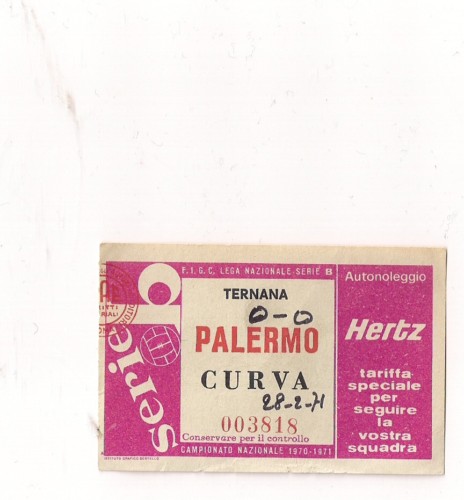 serie b
F.I.G.C. LEGA NAZIONALE SERIE B
TERNANA
0-0
PALERMO
CURVA
28-2-71
003818
Conservare per il controllo
CAMPIONATO NAZIONALE 1970-1971
Autonoleggio
Hertz
tariffa
speciale
per
seguire
la
vostra
squadra